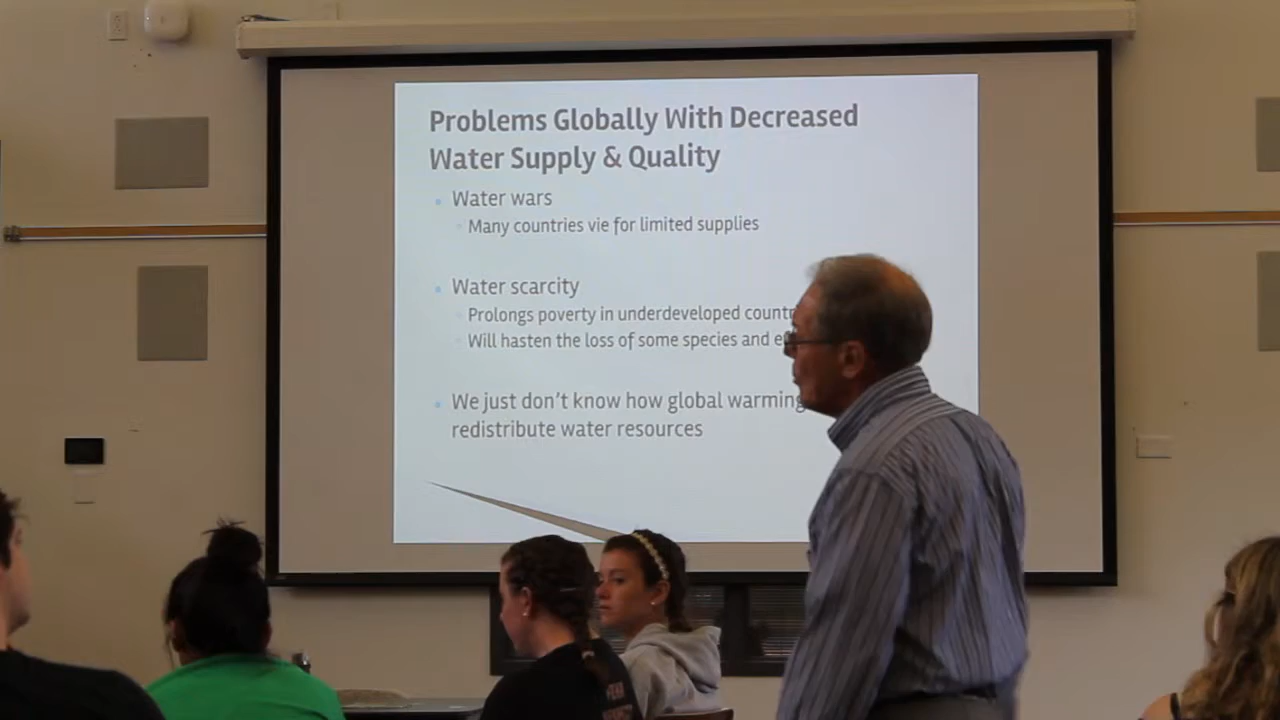 Problems Globally With Decreased
Water Supply & Quality
Water wars
Many countries vie for limited supplies
Water scarcity
Prolongs poverty in underdeveloped
Will hasten the loss of some species and
We just don't know how global warming
redistribute water resources